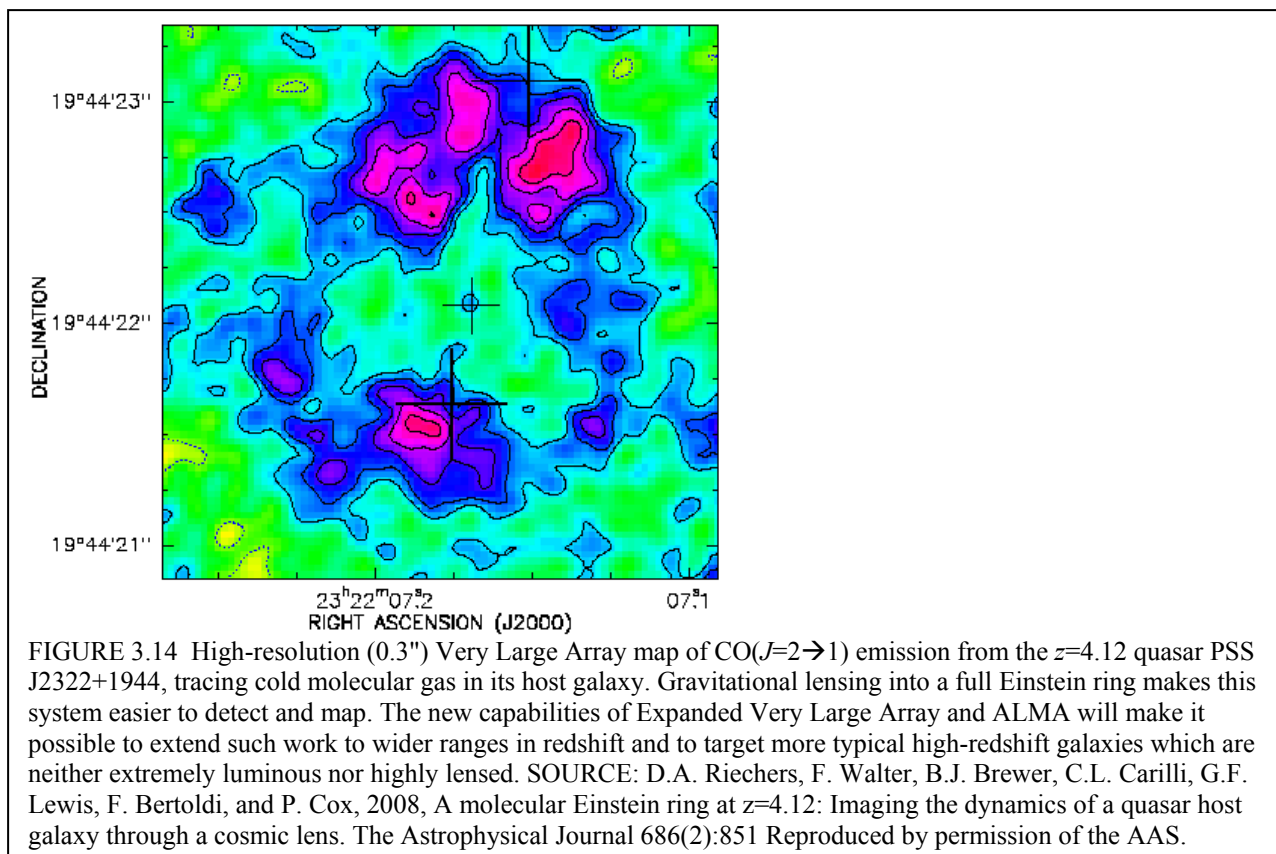 19°44'23''
19°44'22''
19°44'21''
DECLINATION
23ʰ22ᵐ07ˢ.2
07ˢ.1
RIGHT ASCENSION (J2000)
FIGURE 3.14 High-resolution (0.3") Very Large Array map of CO(J=2→1) emission from the z=4.12 quasar PSS
J2322+1944, tracing cold molecular gas in its host galaxy. Gravitational lensing into a full Einstein ring makes this
system easier to detect and map. The new capabilities of Expanded Very Large Array and ALMA will make it
possible to extend such work to wider ranges in redshift and to target more typical high-redshift galaxies which are
neither extremely luminous nor highly lensed. SOURCE: D.A. Riechers, F. Walter, B.J. Brewer, C.L. Carilli, G.F.
Lewis, F. Bertoldi, and P. Cox, 2008, A molecular Einstein ring at z=4.12: Imaging the dynamics of a quasar host
galaxy through a cosmic lens. The Astrophysical Journal 686(2):851 Reproduced by permission of the AAS.